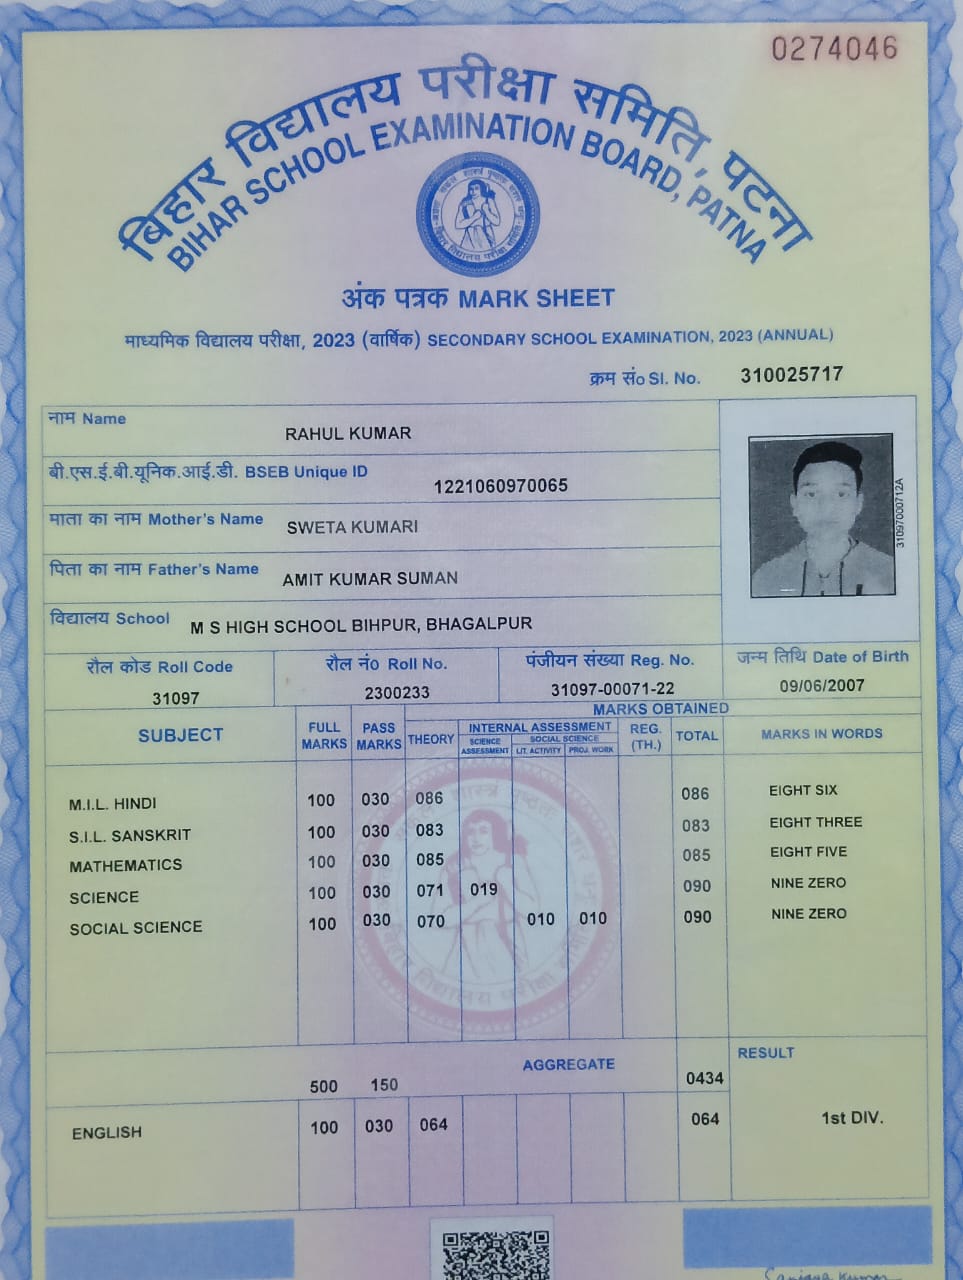 0274046
बिहार विद्यालय परीक्षा समिति, पटना
BIHAR SCHOOL EXAMINATION BOARD, PATNA
अंक पत्रक MARK SHEET
माध्यमिक विद्यालय परीक्षा, 2023 (वार्षिक) SECONDARY SCHOOL EXAMINATION, 2023 (ANNUAL)
क्रम सं० Sl. No. 310025717
नाम Name RAHUL KUMAR
बी.एस.ई.बी.यूनिक.आई.डी. BSEB Unique ID 1221060970065
माता का नाम Mother's Name SWETA KUMARI
पिता का नाम Father's Name AMIT KUMAR SUMAN
विद्यालय School M S HIGH SCHOOL BIHPUR, BHAGALPUR
31097000712A
रौल कोड Roll Code रौल नं० Roll No. पंजीयन संख्या Reg. No. जन्म तिथि Date of Birth
31097 2300233 31097-00071-22 09/06/2007
SUBJECT FULL MARKS PASS MARKS MARKS OBTAINED MARKS IN WORDS
THEORY INTERNAL ASSESSMENT REG. (TH.) TOTAL
SCIENCE ASSESSMENT SOCIAL SCIENCE
LIT. ACTIVITY PROJ. WORK
M.I.L. HINDI 100 030 086 086 EIGHT SIX
S.I.L. SANSKRIT 100 030 083 083 EIGHT THREE
MATHEMATICS 100 030 085 085 EIGHT FIVE
SCIENCE 100 030 071 019 090 NINE ZERO
SOCIAL SCIENCE 100 030 070 010 010 090 NINE ZERO
500 150 AGGREGATE 0434 RESULT
ENGLISH 100 030 064 064 1st DIV.